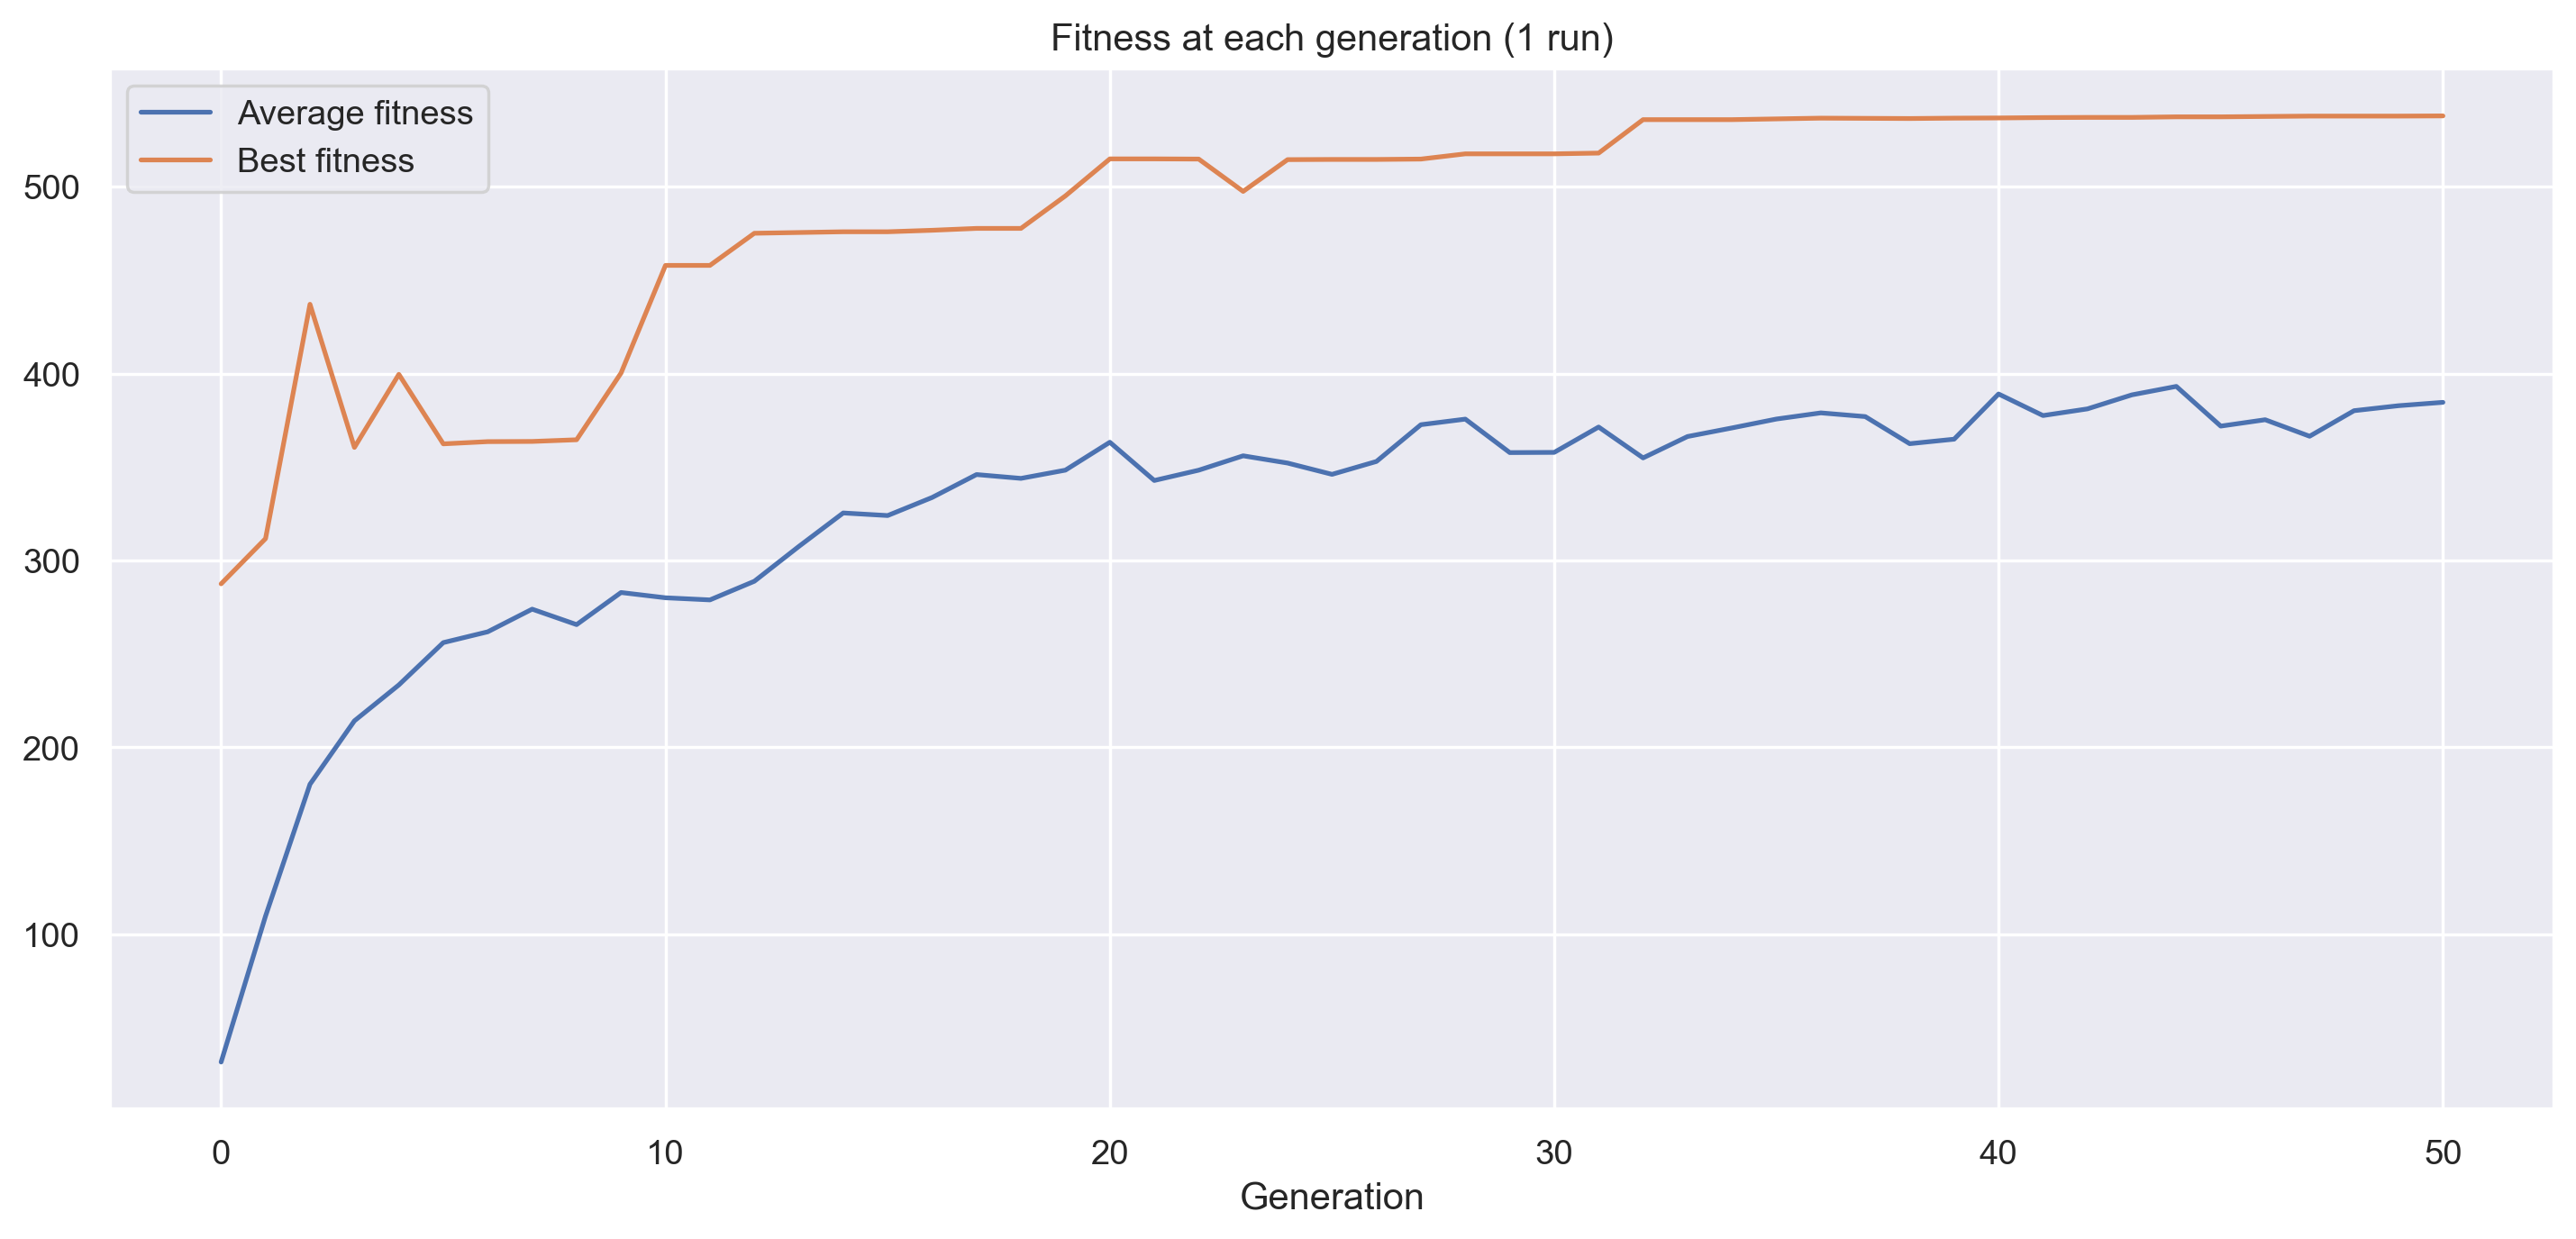 Fitness at each generation (1 run)
Average fitness
Best fitness
500
400
300
200
100
0 10 20 30 40 50
Generation